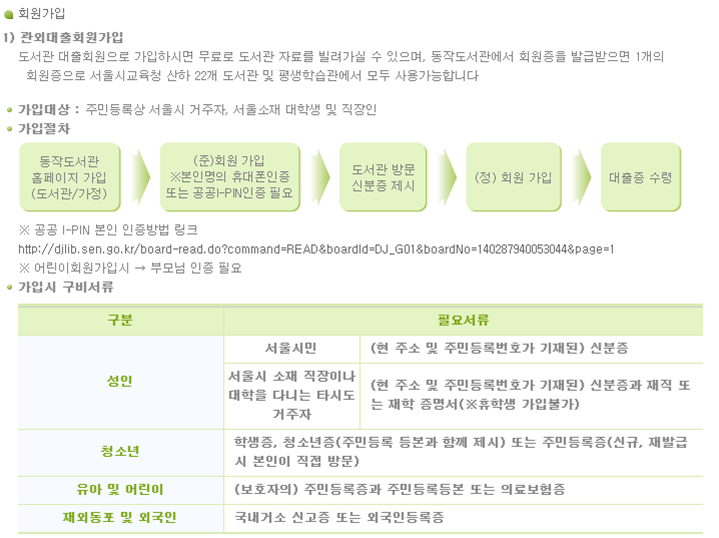 회원가입
1) 관외대출회원가입
도서관 대출회원으로 가입하시면 무료로 도서관 자료를 빌려가실 수 있으며, 동작도서관에서 회원증을 발급받으면 1개의
회원증으로 서울시교육청 산하 22개 도서관 및 평생학습관에서 모두 사용가능합니다
가입대상 : 주민등록상 서울시 거주자, 서울소재 대학생 및 직장인
가입절차
동작도서관
홈페이지 가입
(도서관/가정)
(준)회원 가입
※본인명의 휴대폰인증
또는 공공I-PIN인증 필요
도서관 방문
신분증 제시
(정) 회원 가입
대출증 수령
※ 공공 I-PIN 본인 인증방법 링크
http://djlib.sen.go.kr/board-read.do?command=READ&boardId=DJ_G01&boardNo=140287940053044&page=1
※ 어린이회원가입시 → 부모님 인증 필요
가입시 구비서류
구분 필요서류
성인
서울시민 (현 주소 및 주민등록번호가 기재된) 신분증
서울시 소재 직장이나
대학을 다니는 타시도
거주자
(현 주소 및 주민등록번호가 기재된) 신분증과 재직 또
는 재학 증명서(※휴학생 가입불가)
청소년
학생증, 청소년증(주민등록 등본과 함께 제시) 또는 주민등록증(신규, 재발급
시 본인이 직접 방문)
유아 및 어린이 (보호자의) 주민등록증과 주민등록등본 또는 의료보험증
재외동포 및 외국인 국내거소 신고증 또는 외국인등록증